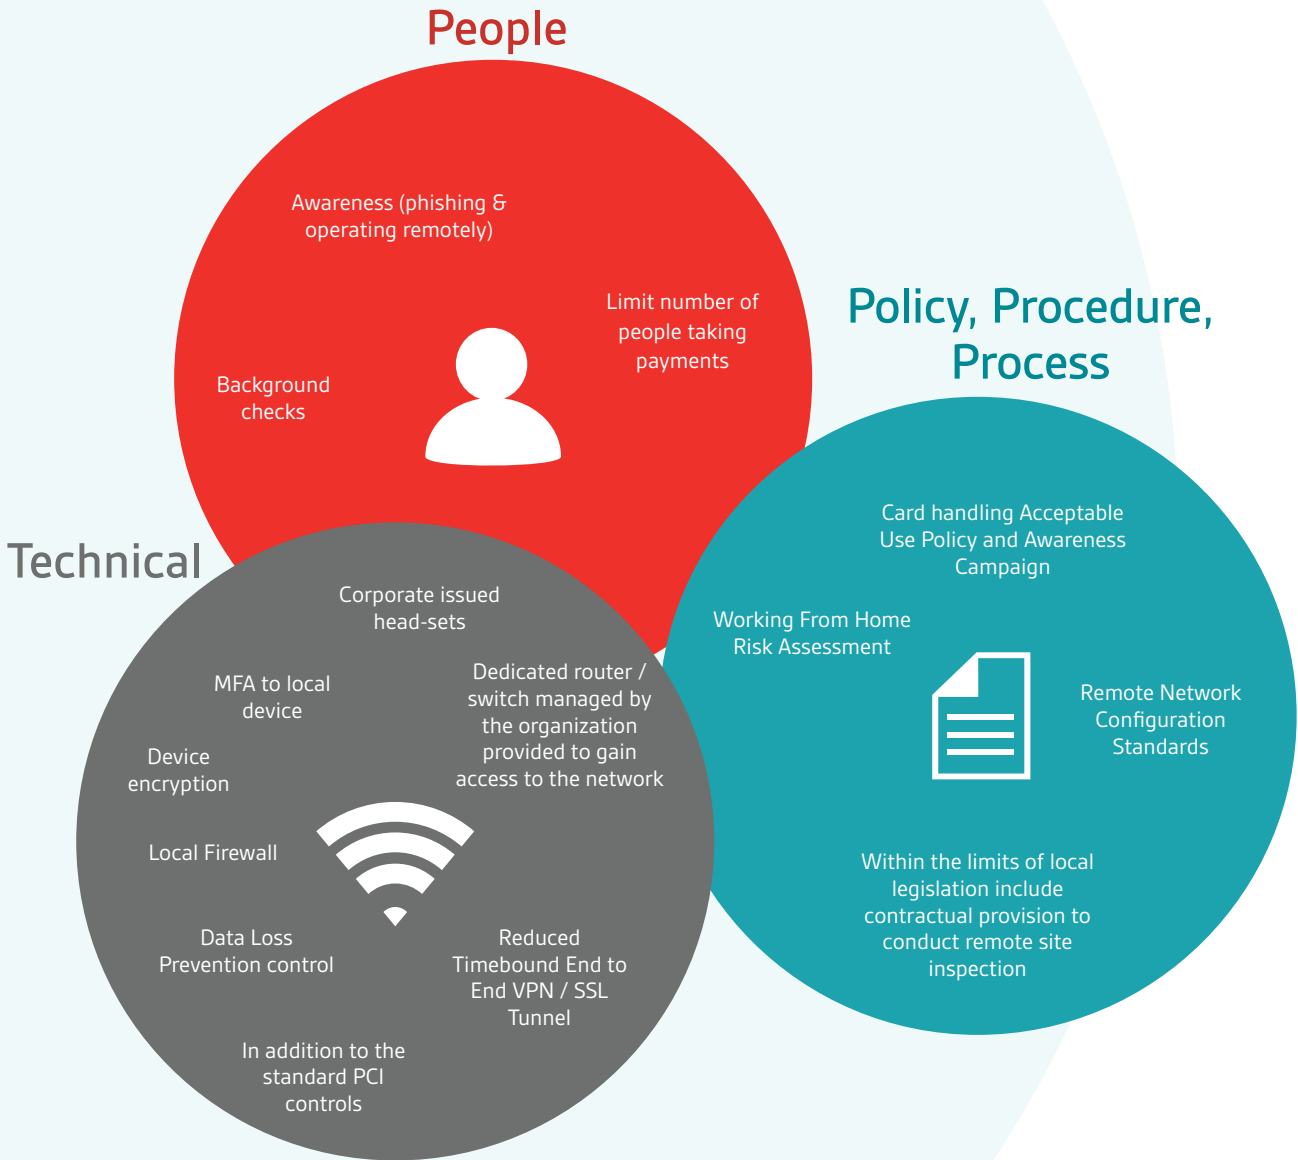 People
Awareness (phishing &
operating remotely)
Limit number of
people taking
payments
Background
checks
Policy, Procedure,
Process
Card handling Acceptable
Use Policy and Awareness
Campaign
Working From Home
Risk Assessment
Remote Network
Configuration
Standards
Within the limits of local
legislation include
contractual provision to
conduct remote site
inspection
Technical
Corporate issued
head-sets
Dedicated router /
switch managed by
the organization
provided to gain
access to the network
MFA to local
device
Device
encryption
Local Firewall
Data Loss
Prevention control
Reduced
Timebound End to
End VPN / SSL
Tunnel
In addition to the
standard PCI
controls